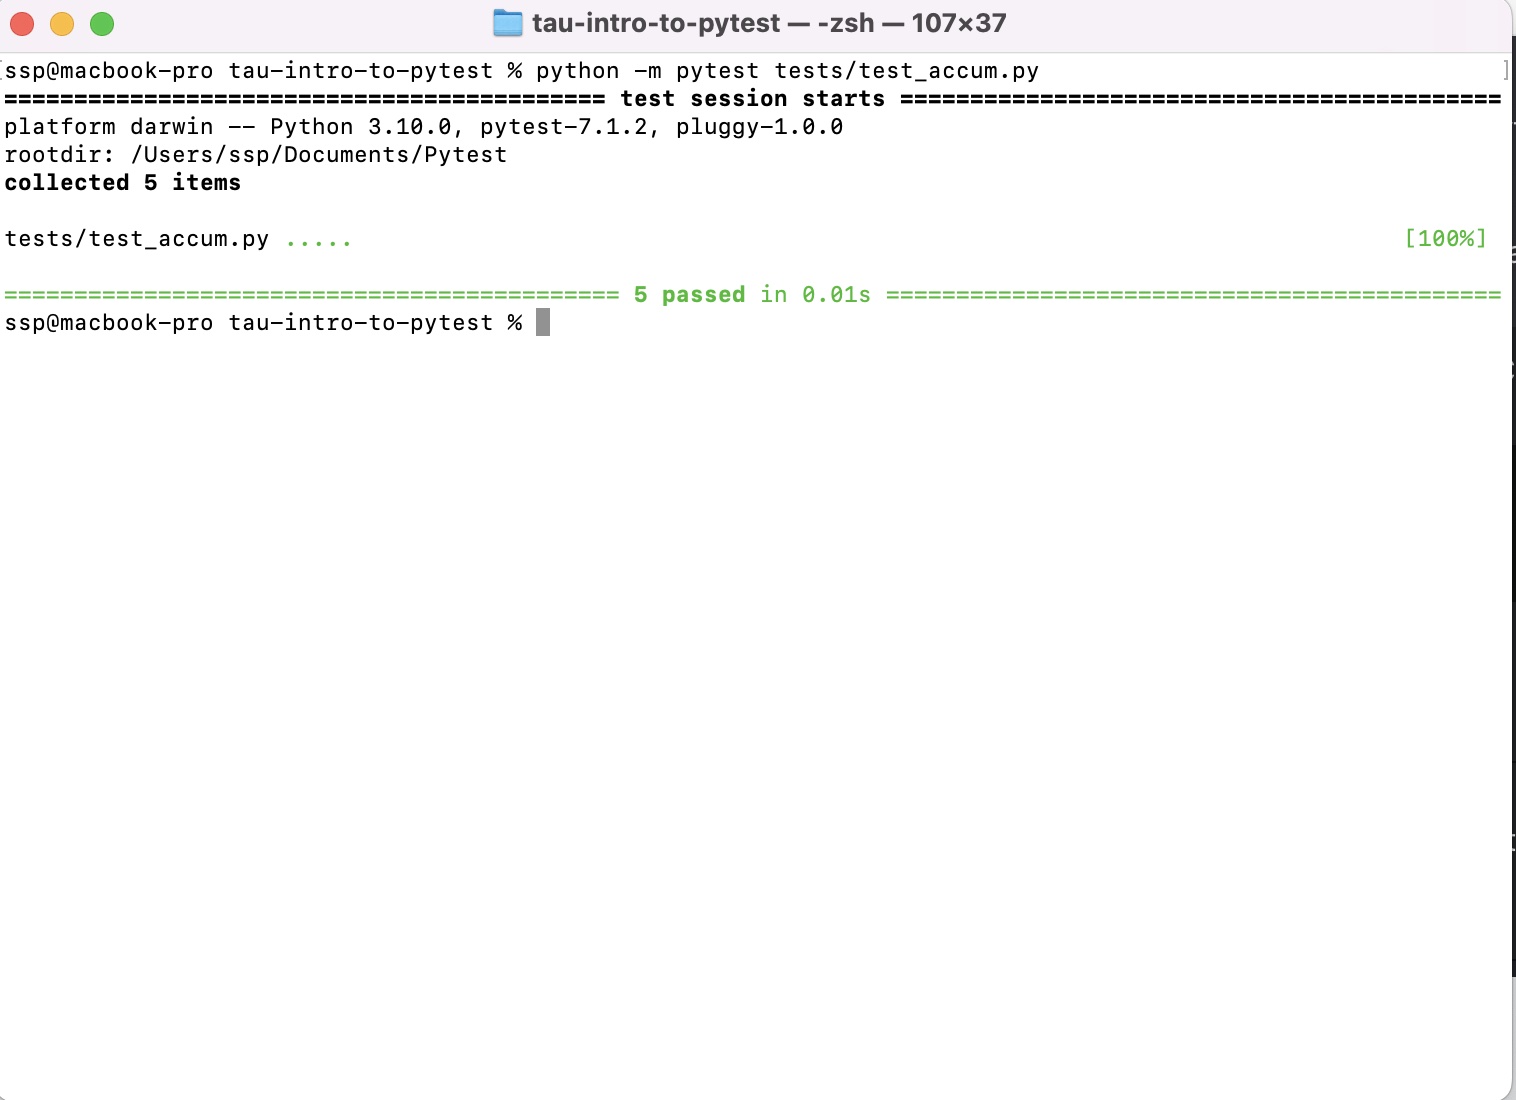 tau-intro-to-pytest — -zsh — 107×37
[ssp@macbook-pro tau-intro-to-pytest % python -m pytest tests/test_accum.py ]
=========================================== test session starts ===========================================
platform darwin -- Python 3.10.0, pytest-7.1.2, pluggy-1.0.0
rootdir: /Users/ssp/Documents/Pytest
collected 5 items
tests/test_accum.py ..... [100%]
============================================ 5 passed in 0.01s ============================================
ssp@macbook-pro tau-intro-to-pytest %